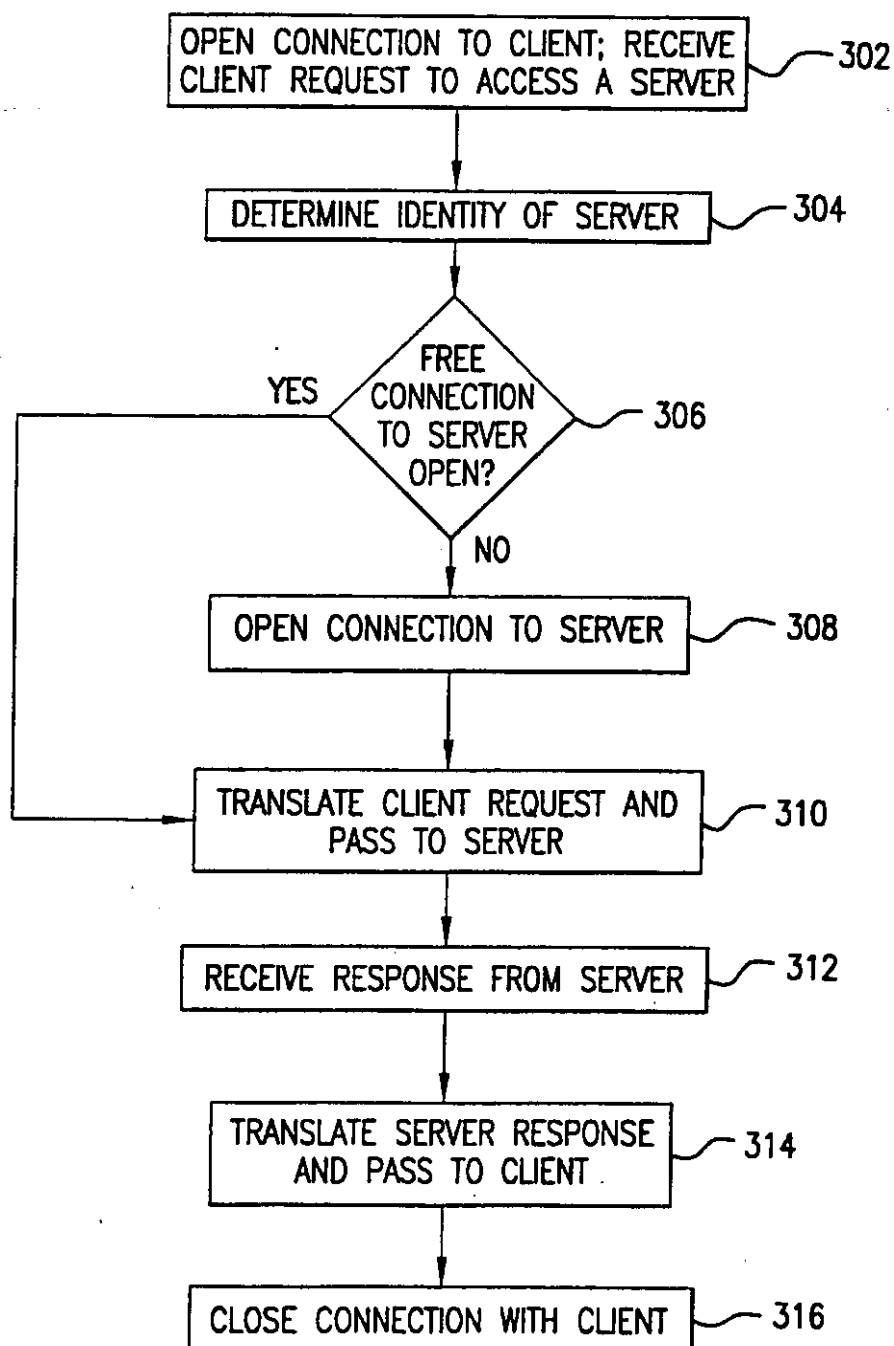 OPEN CONNECTION TO CLIENT; RECEIVE
CLIENT REQUEST TO ACCESS A SERVER
302
DETERMINE IDENTITY OF SERVER
304
FREE
CONNECTION
TO SERVER
OPEN?
306
YES
NO
OPEN CONNECTION TO SERVER
308
TRANSLATE CLIENT REQUEST AND
PASS TO SERVER
310
RECEIVE RESPONSE FROM SERVER
312
TRANSLATE SERVER RESPONSE
AND PASS TO CLIENT
314
CLOSE CONNECTION WITH CLIENT
316